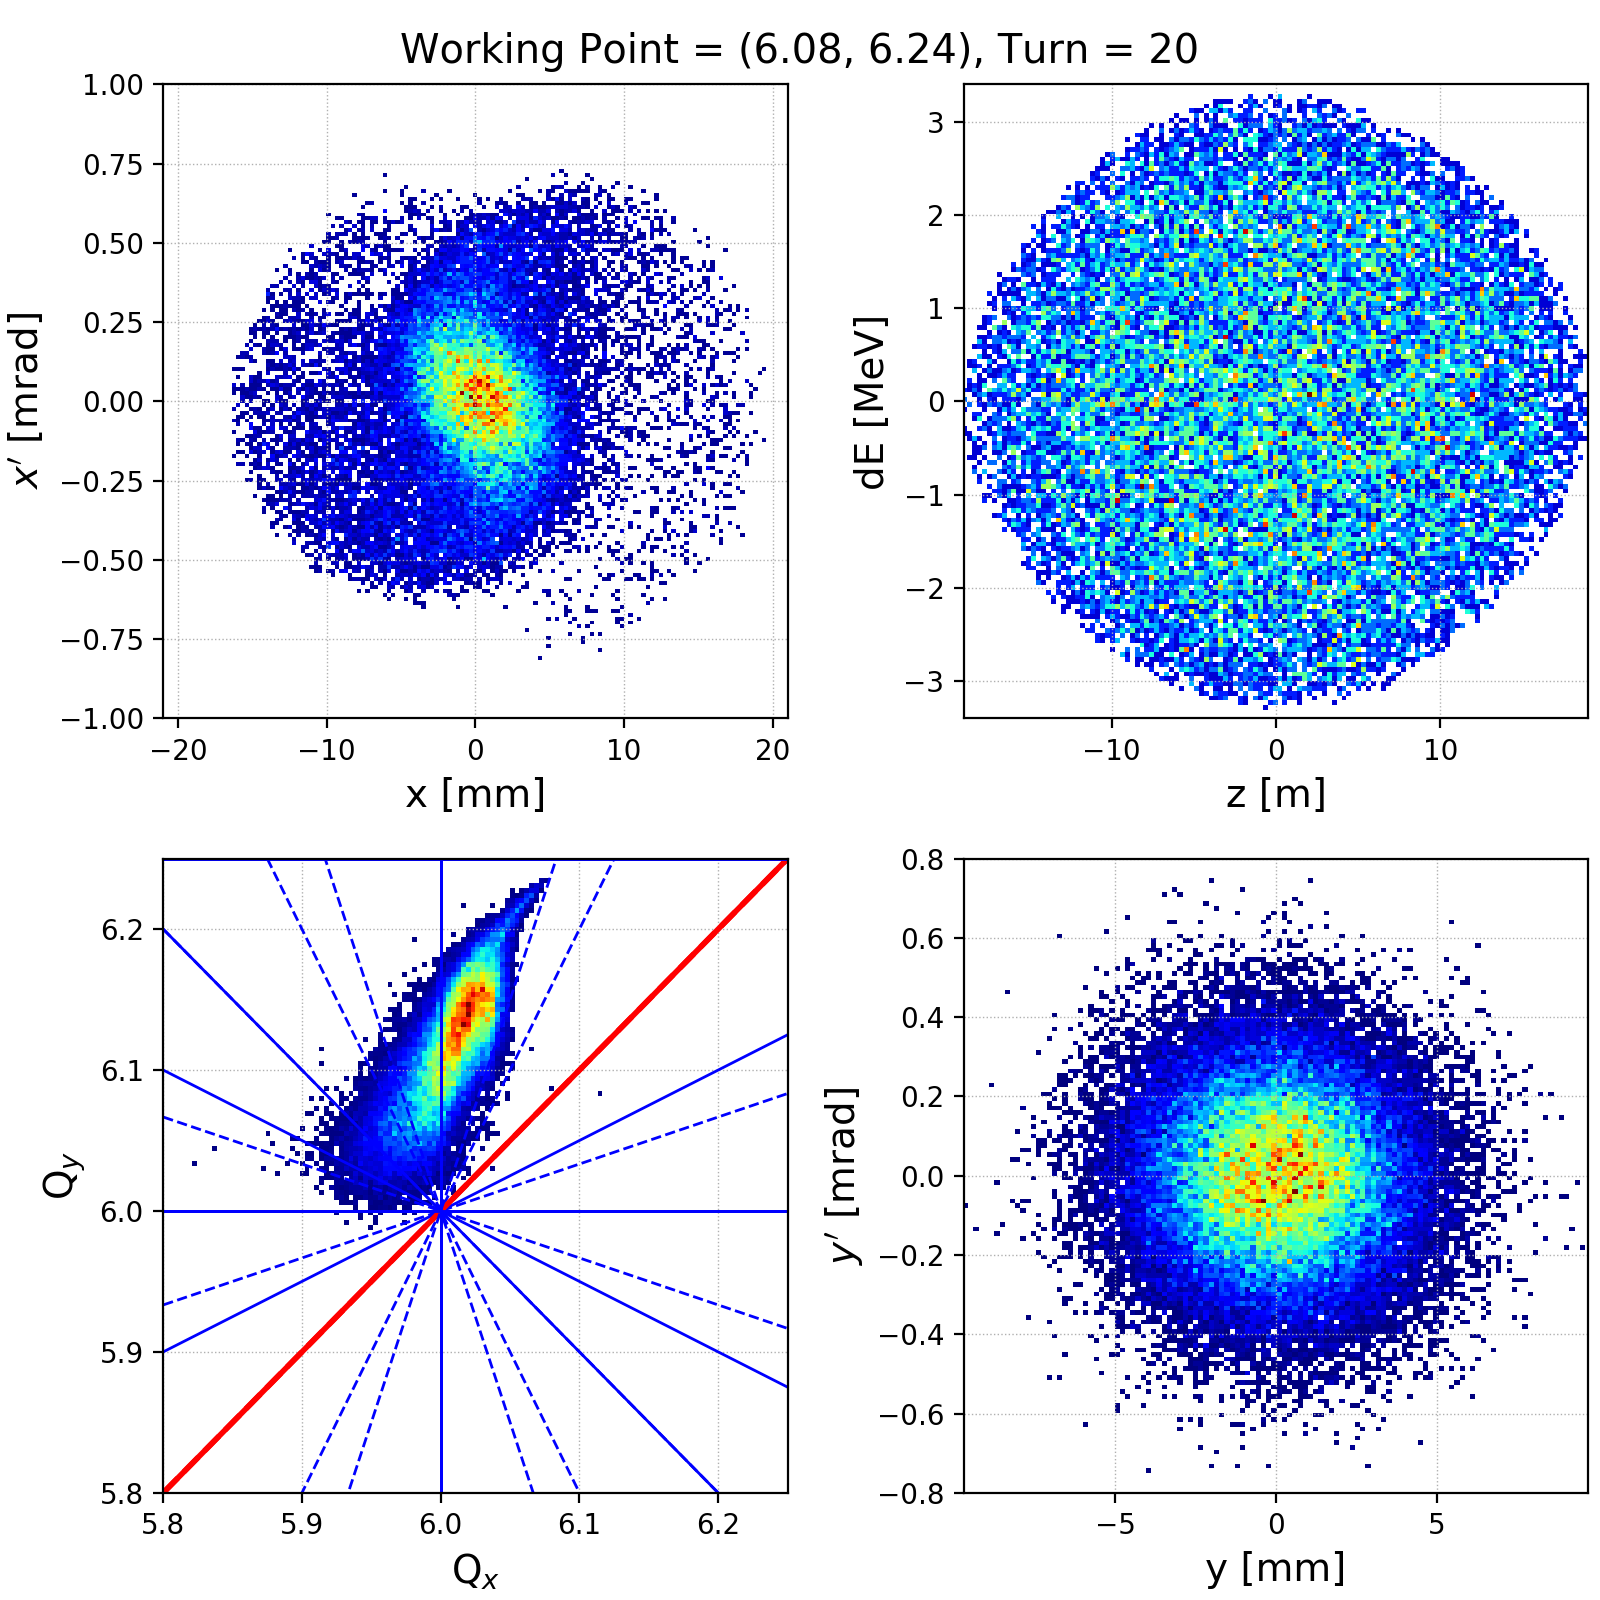 Working Point = (6.08, 6.24), Turn = 20
1.00
0.75
0.50
0.25
0.00
−0.25
−0.50
−0.75
−1.00
x′ [mrad]
−20 −10 0 10 20
x [mm]
3
2
1
0
−1
−2
−3
dE [MeV]
−10 0 10
z [m]
6.2
6.1
6.0
5.9
5.8
Qy
5.8 5.9 6.0 6.1 6.2
Qx
0.8
0.6
0.4
0.2
0.0
−0.2
−0.4
−0.6
−0.8
y′ [mrad]
−5 0 5
y [mm]